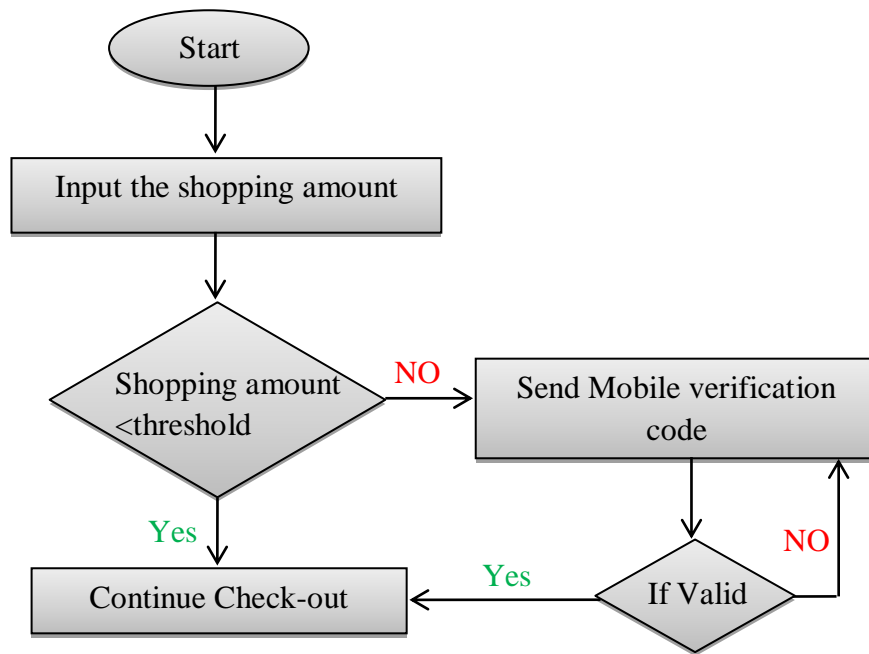 Start
Input the shopping amount
Shopping amount
<threshold
NO
Send Mobile verification
code
Yes
NO
If Valid
Yes
Continue Check-out